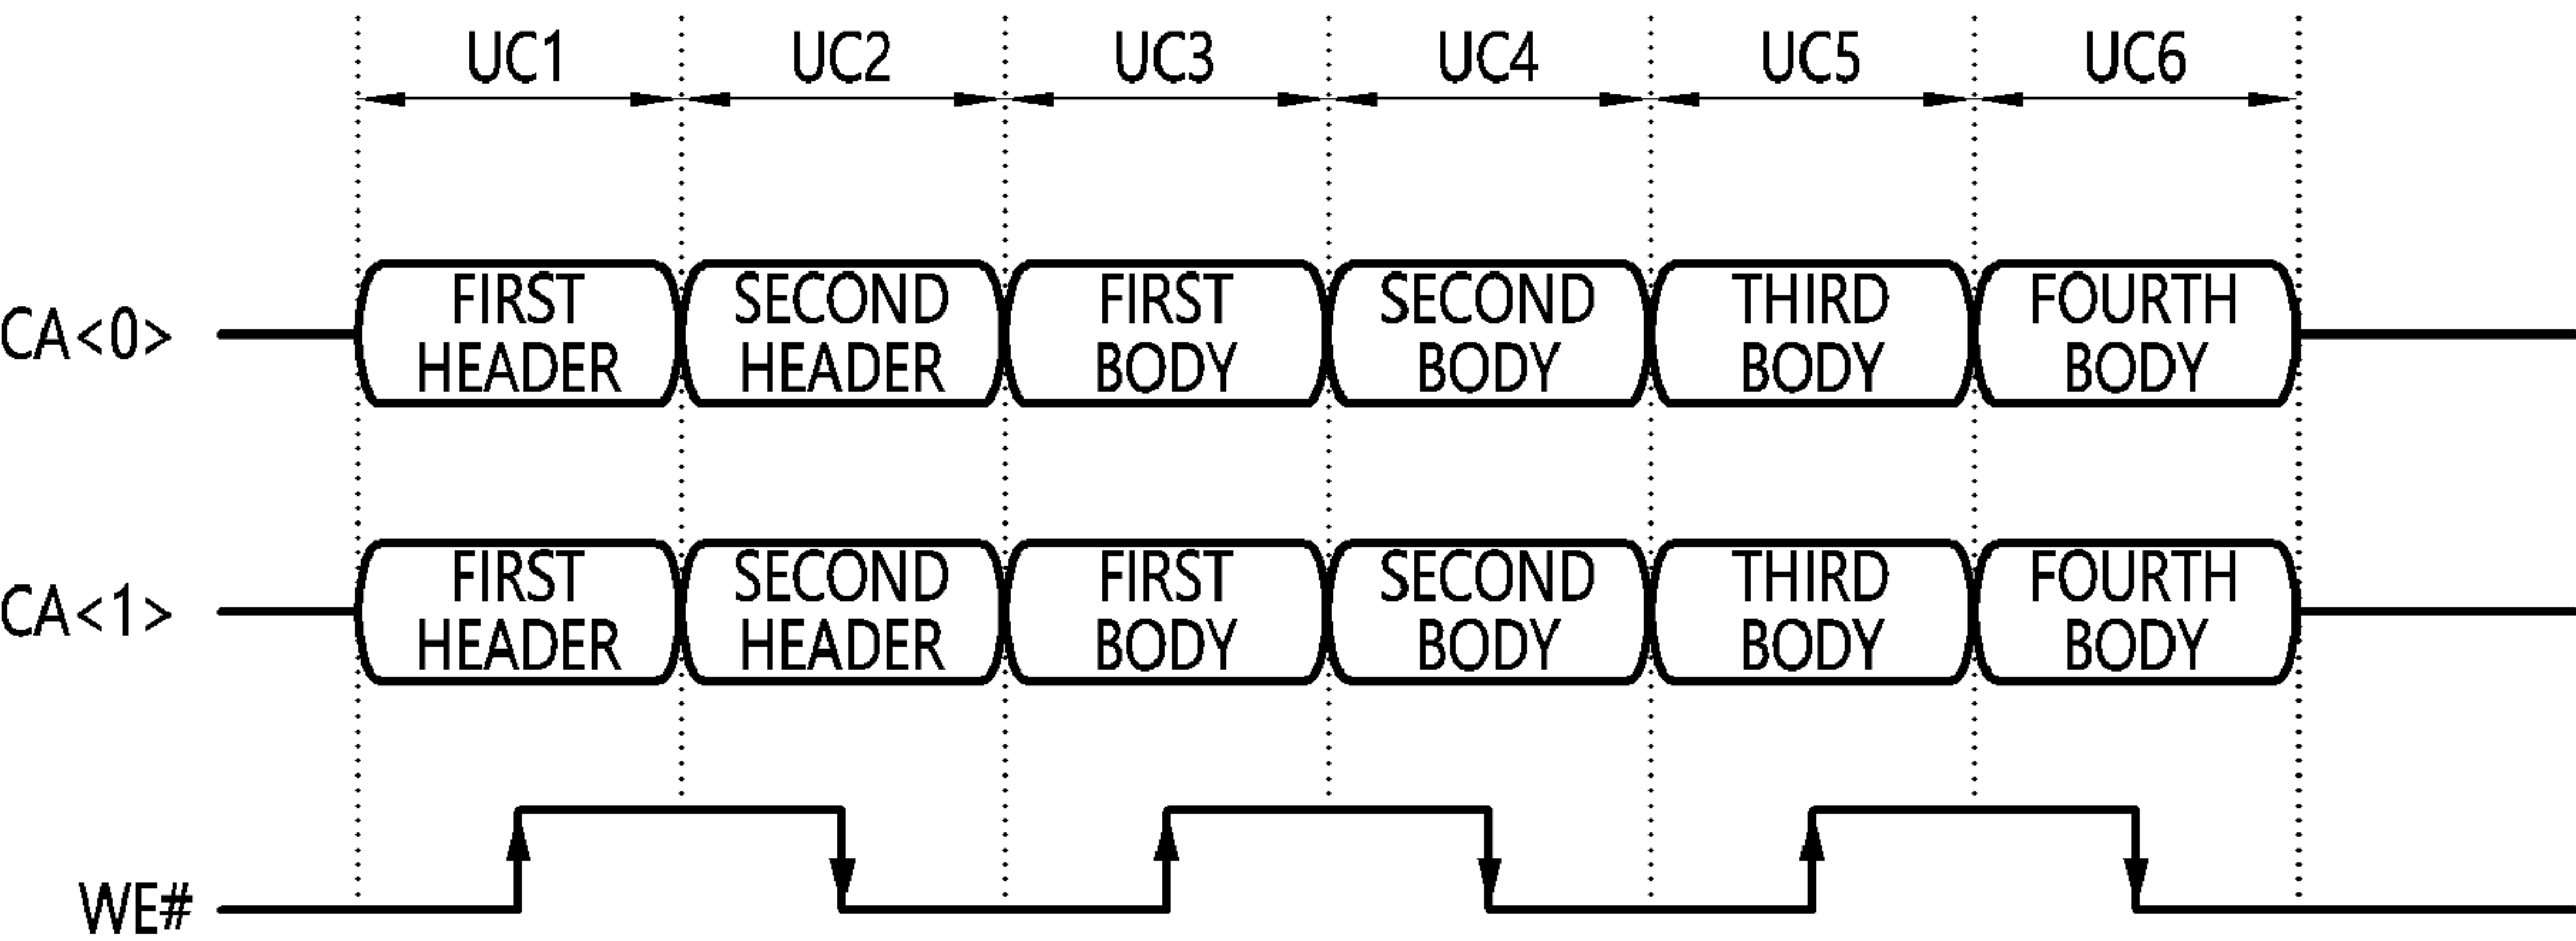 UC1 UC2 UC3 UC4 UC5 UC6
CA<0>
FIRST SECOND FIRST SECOND THIRD FOURTH
HEADER HEADER BODY BODY BODY BODY
CA<1>
FIRST SECOND FIRST SECOND THIRD FOURTH
HEADER HEADER BODY BODY BODY BODY
WE#